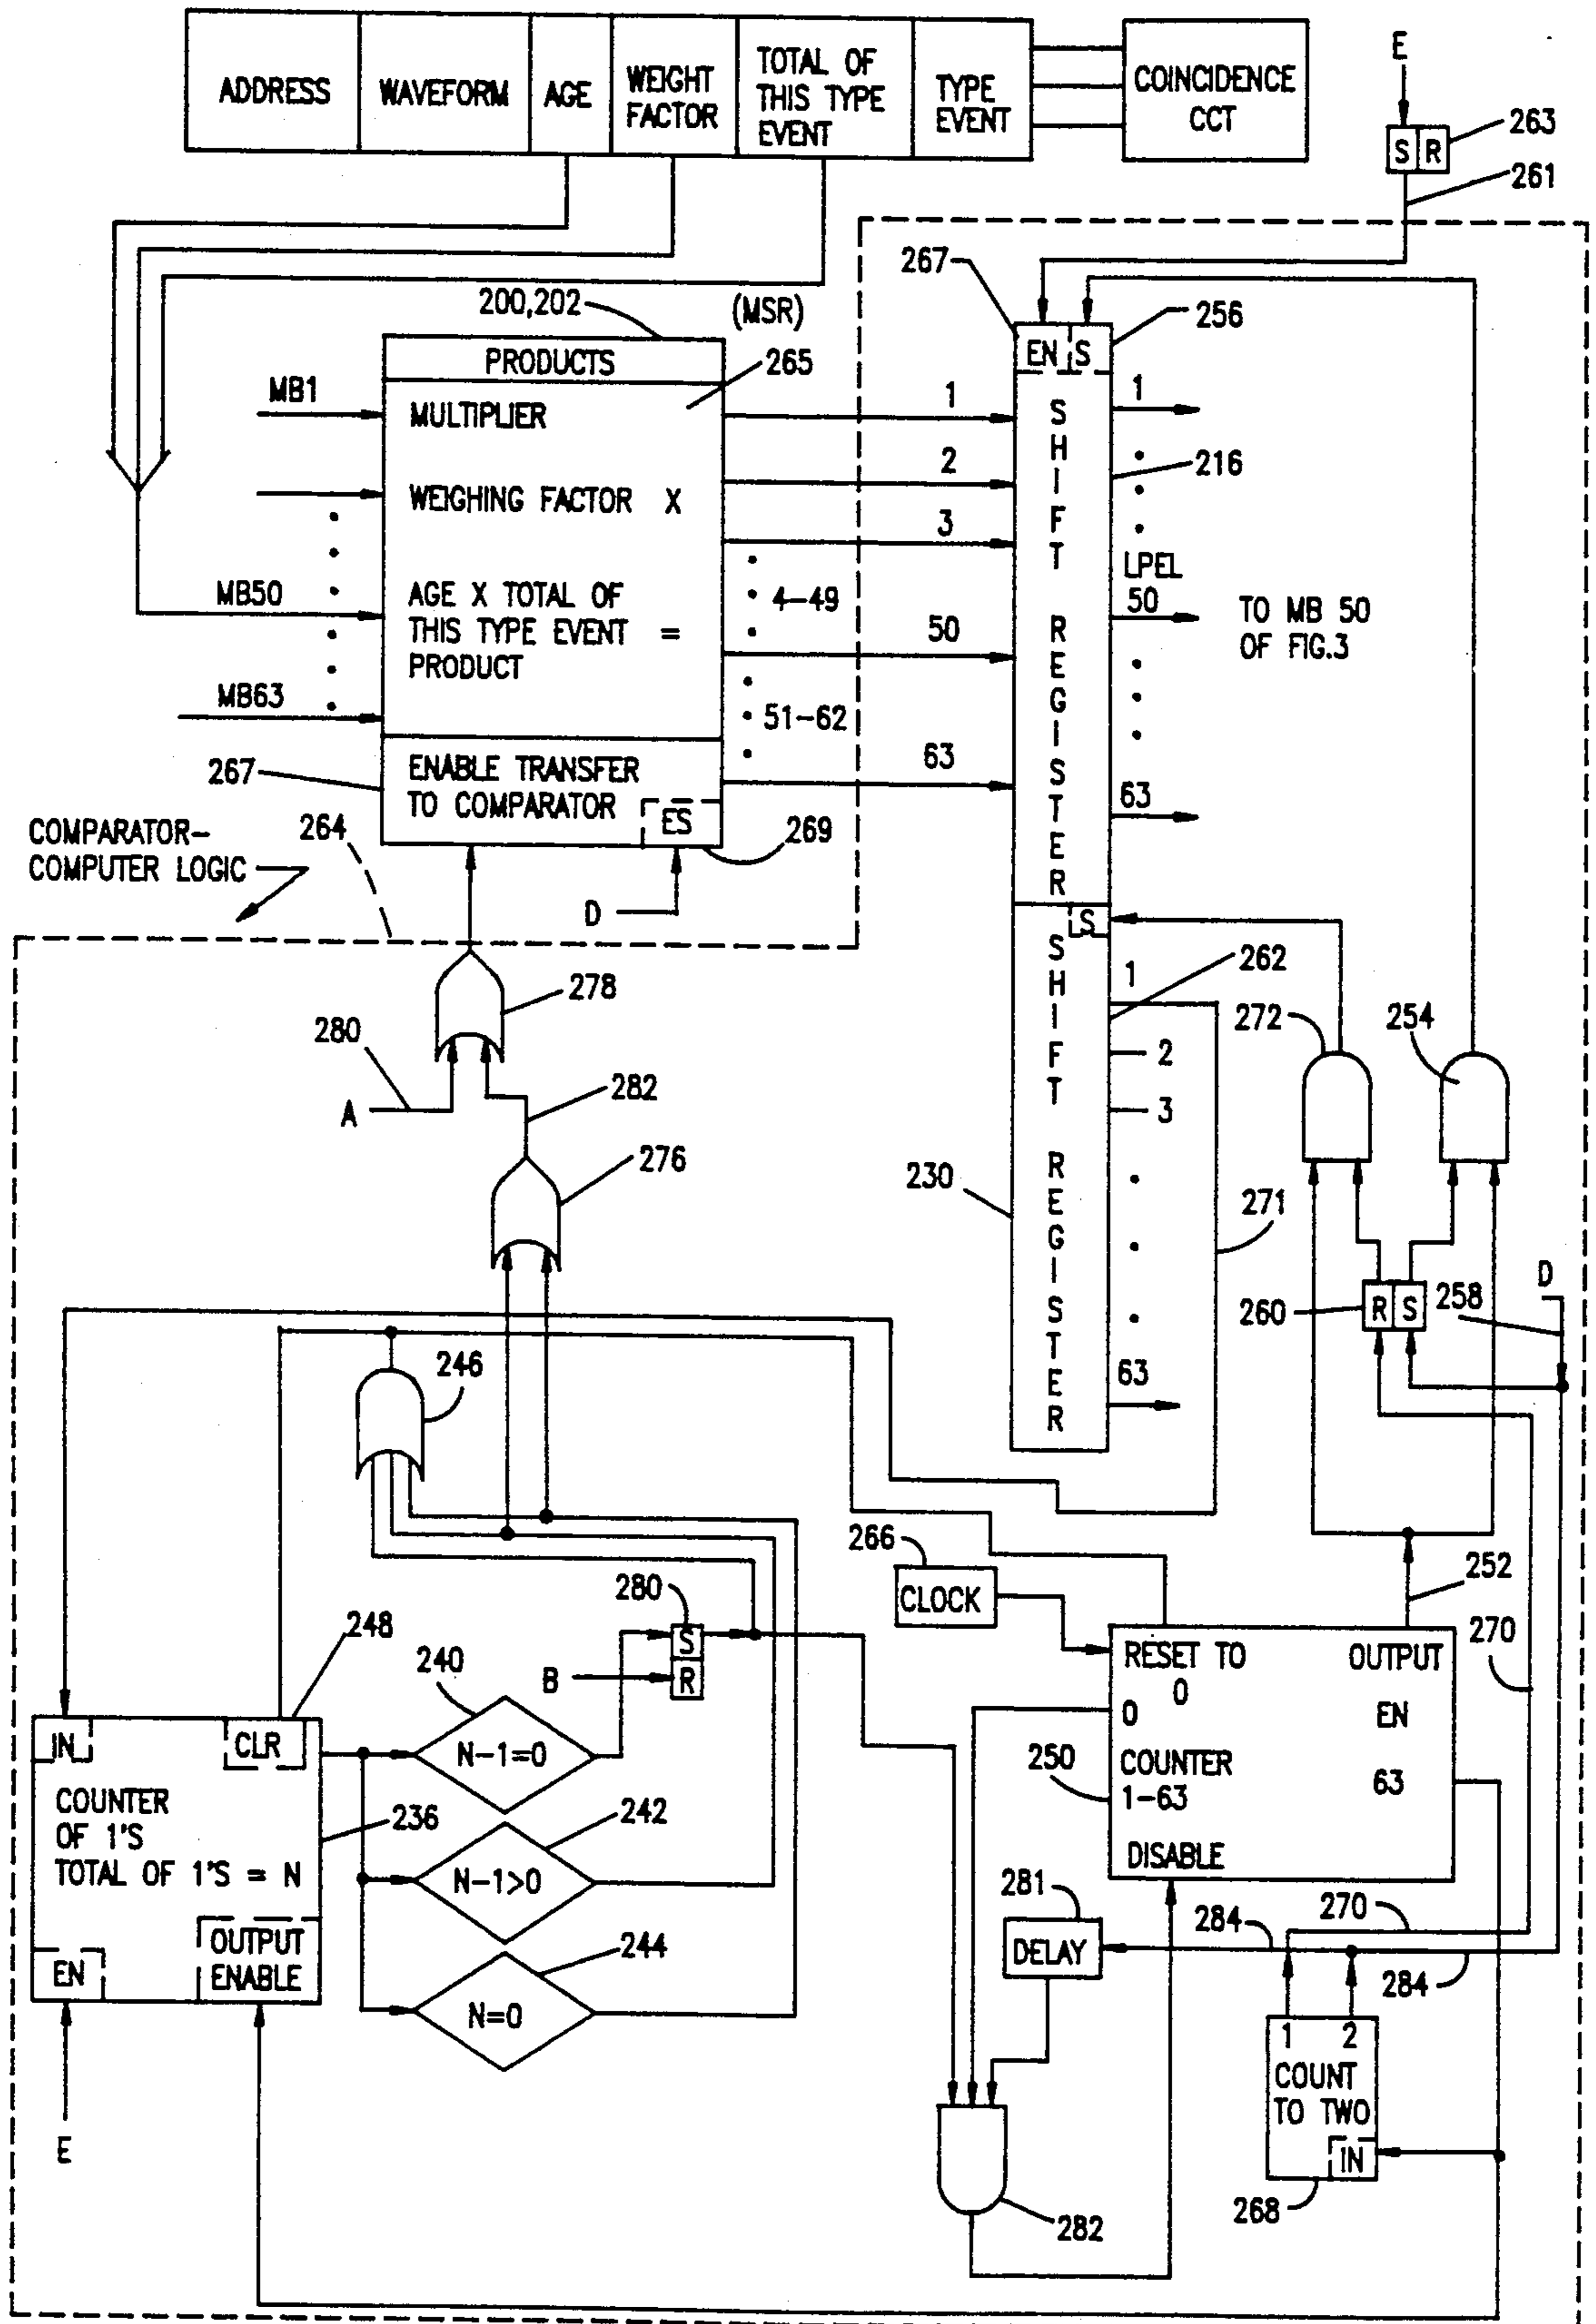 ADDRESS
WAVEFORM
AGE
WEIGHT
FACTOR
TOTAL OF
THIS TYPE
EVENT
TYPE
EVENT
COINCIDENCE
CCT
E
S R
263
261
267
EN S
256
200,202
(MSR)
PRODUCTS
265
MB1
MULTIPLIER
1
1
216
2
WEIGHING FACTOR X
3
SHIFT REGISTER
LPEL
50
TO MB 50
OF FIG.3
MB50
AGE X TOTAL OF
THIS TYPE EVENT =
PRODUCT
4-49
50
MB63
51-62
63
63
267
ENABLE TRANSFER
TO COMPARATOR
ES
269
D
COMPARATOR-
COMPUTER LOGIC
264
S
SHIFT REGISTER
1
262
2
3
63
230
271
272
254
278
280
A
282
276
260
R S
258
D
246
266
CLOCK
252
270
280
S
R
B
248
240
N-1=0
IN
CLR
COUNTER
OF 1'S
TOTAL OF 1'S = N
236
242
N-1>0
EN
OUTPUT
ENABLE
244
N=0
E
RESET TO
0
OUTPUT
0
EN
250
COUNTER
1-63
63
DISABLE
281
DELAY
284
270
284
1 2
COUNT
TO TWO
IN
268
282